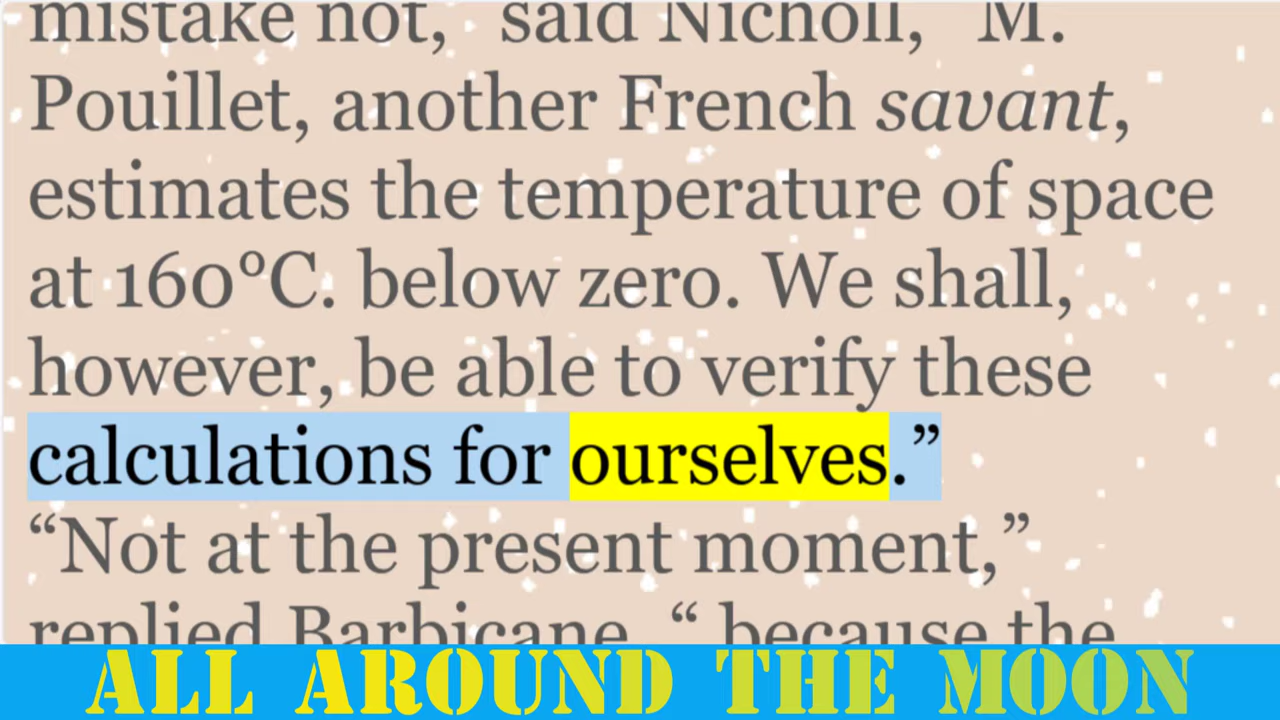 mistake not,” said Nicholl, “M.
Pouillet, another French savant,
estimates the temperature of space
at 160°C. below zero. We shall,
however, be able to verify these
calculations for ourselves.”
“Not at the present moment,”
replied Barbicane, “ because the
ALL AROUND THE MOON